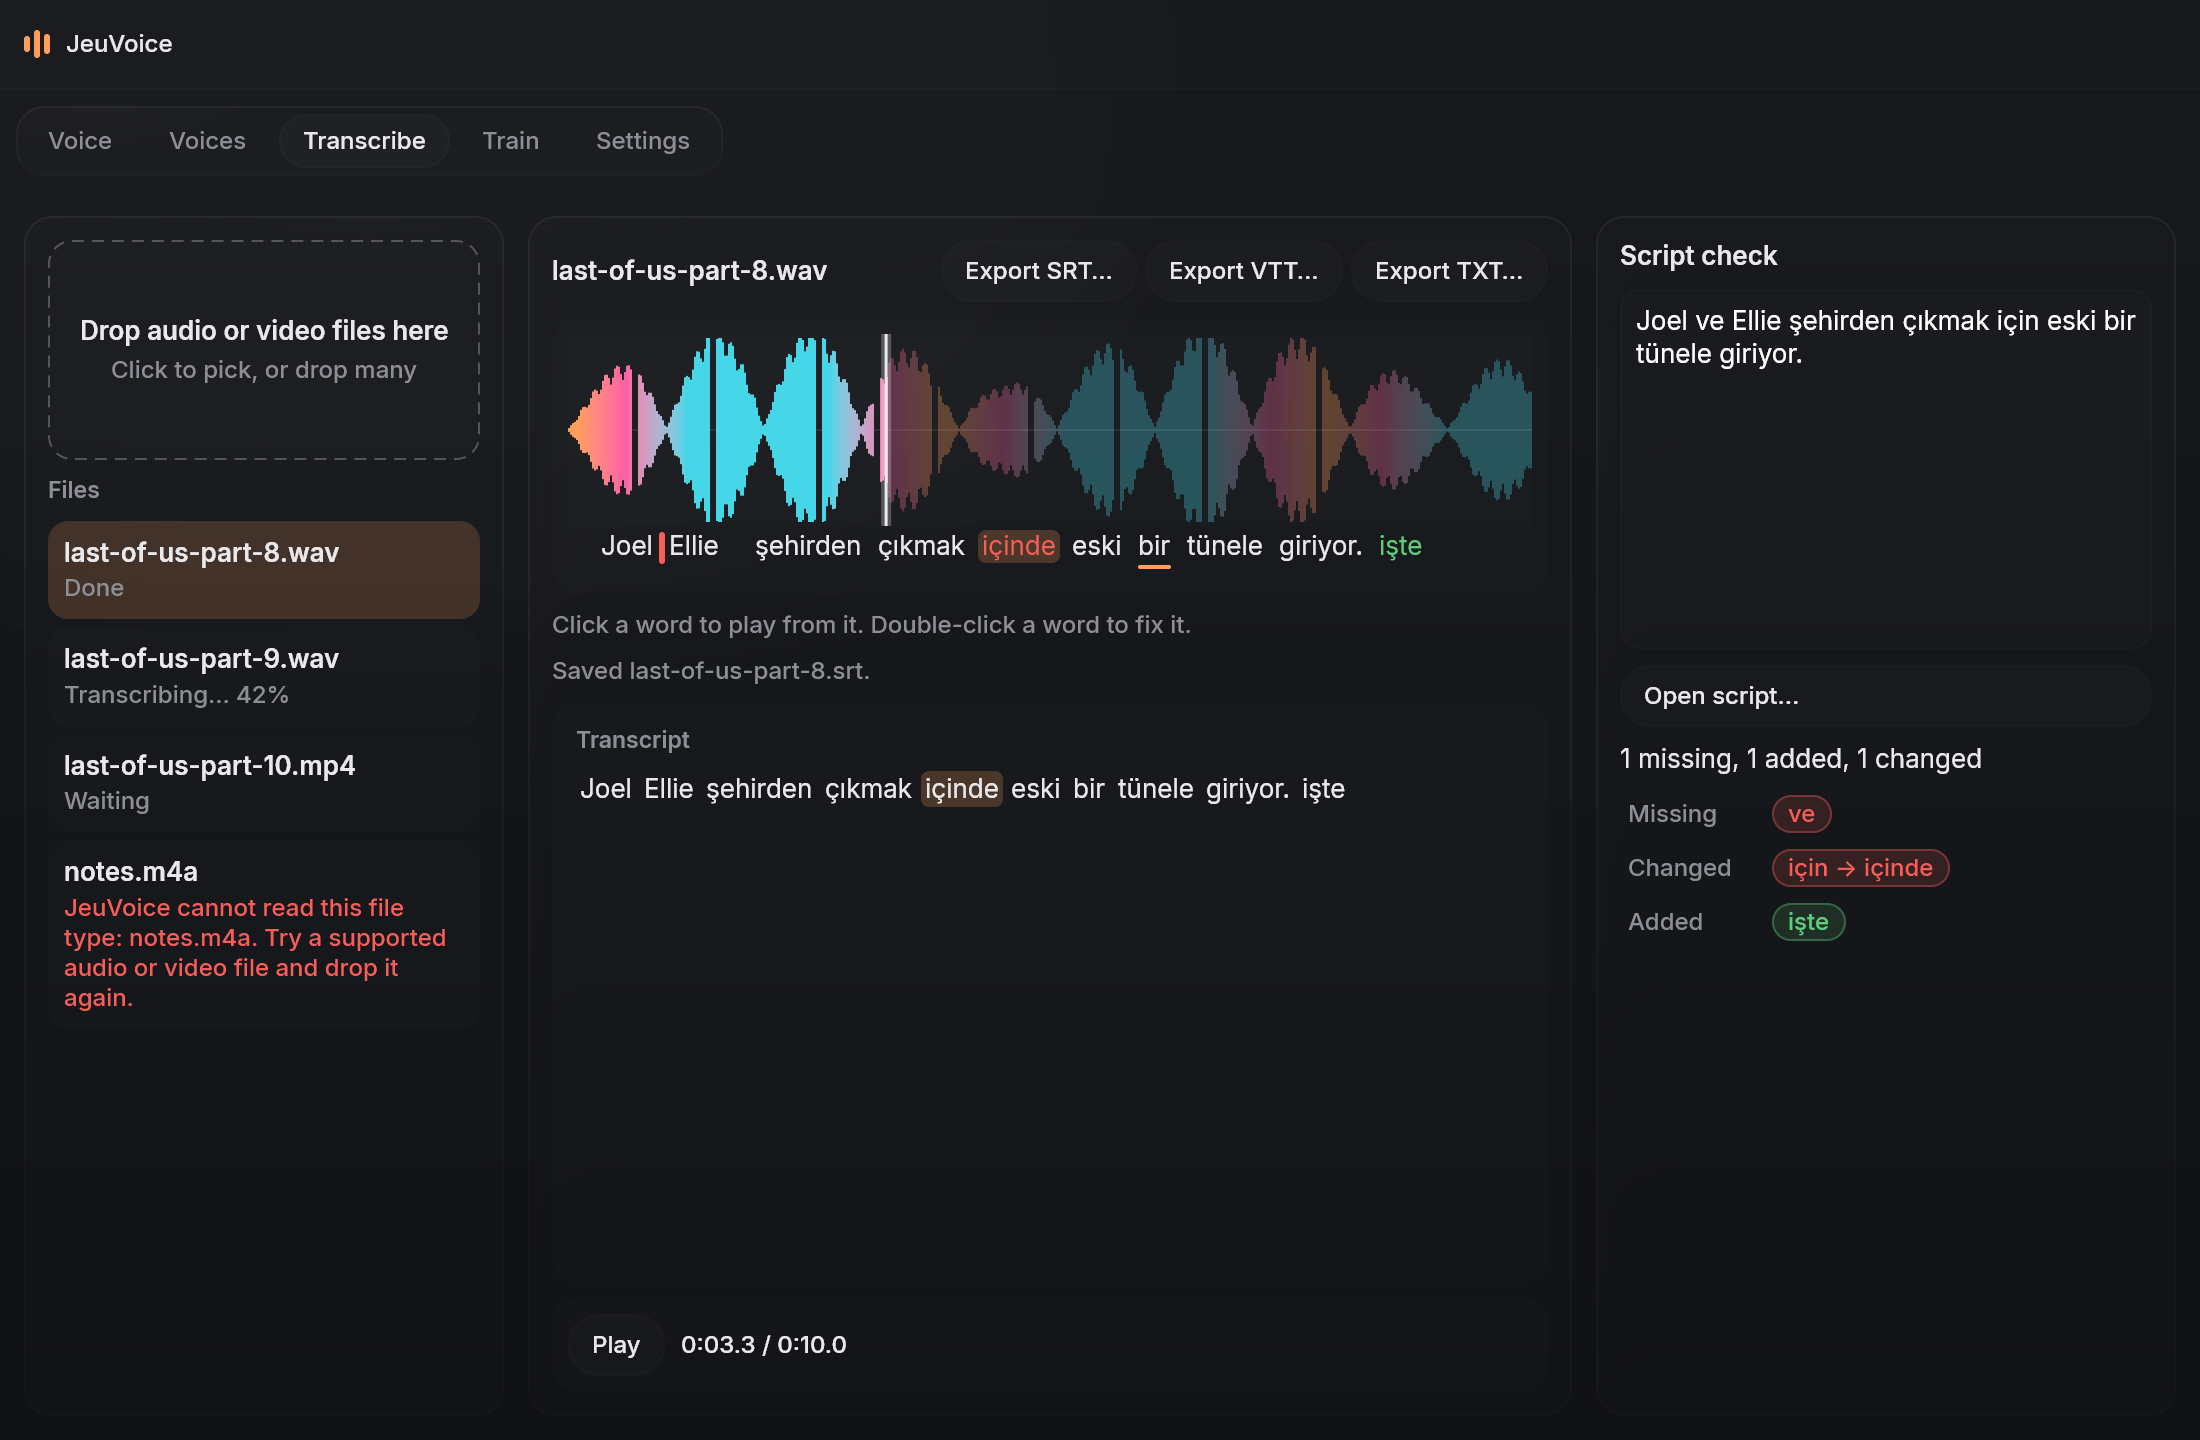 JeuVoice
Voice Voices Transcribe Train Settings
Drop audio or video files here
Click to pick, or drop many
Files
last-of-us-part-8.wav
Done
last-of-us-part-9.wav
Transcribing... 42%
last-of-us-part-10.mp4
Waiting
notes.m4a
JeuVoice cannot read this file
type: notes.m4a. Try a supported
audio or video file and drop it
again.
last-of-us-part-8.wav
Export SRT... Export VTT... Export TXT...
Joel Ellie şehirden çıkmak içinde eski bir tünele giriyor. işte
Click a word to play from it. Double-click a word to fix it.
Saved last-of-us-part-8.srt.
Transcript
Joel Ellie şehirden çıkmak içinde eski bir tünele giriyor. işte
Play 0:03.3 / 0:10.0
Script check
Joel ve Ellie şehirden çıkmak için eski bir
tünele giriyor.
Open script...
1 missing, 1 added, 1 changed
Missing ve
Changed için → içinde
Added işte